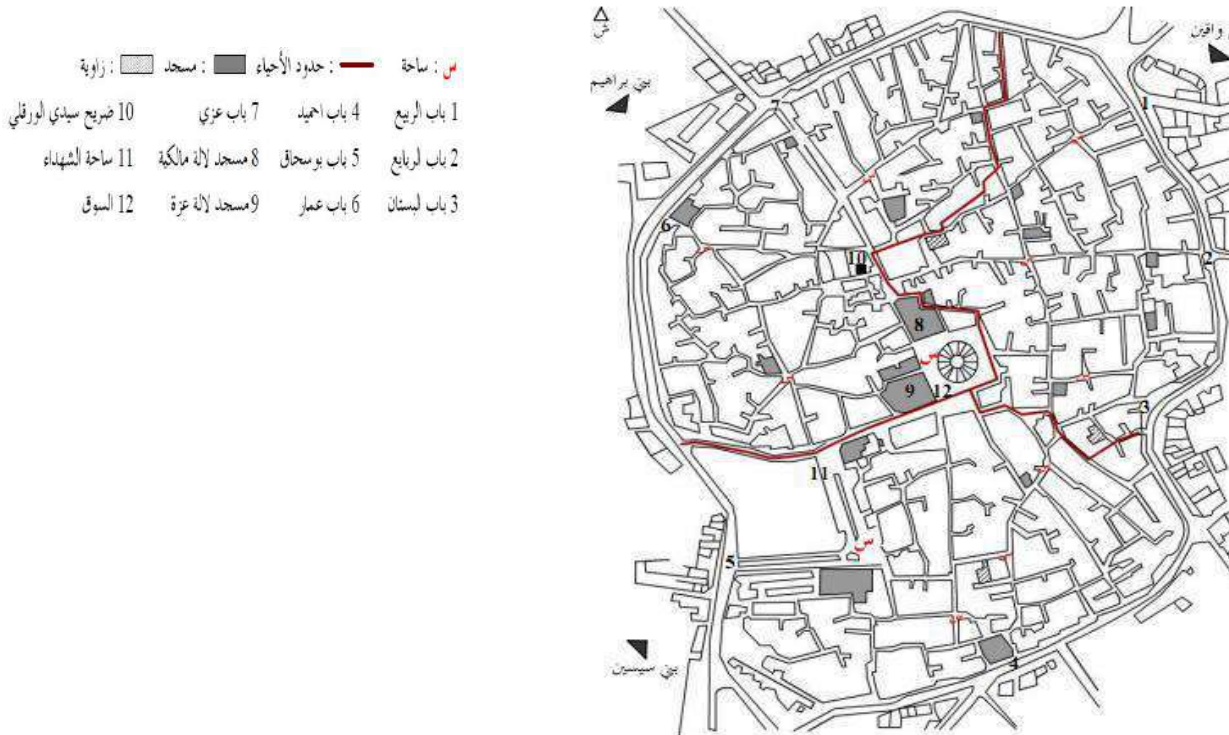 س : ساحة — : حدود الأحياء : مسجد : زاوية
1 باب الربيع 4 باب احميد 7 باب عزي 10 ضريح سيدي الورقلي
2 باب الربايع 5 باب بوسحاق 8 مسجد لالة مالكية 11 ساحة الشهداء
3 باب البستان 6 باب عمار 9 مسجد لالة عزة 12 السوق
ش
واقين
بني براهيم
1
7
س
س
6
س
10
س
2
8
س
س
س
9
12
3
11
س
س
5
س
س
بني سيسين
4